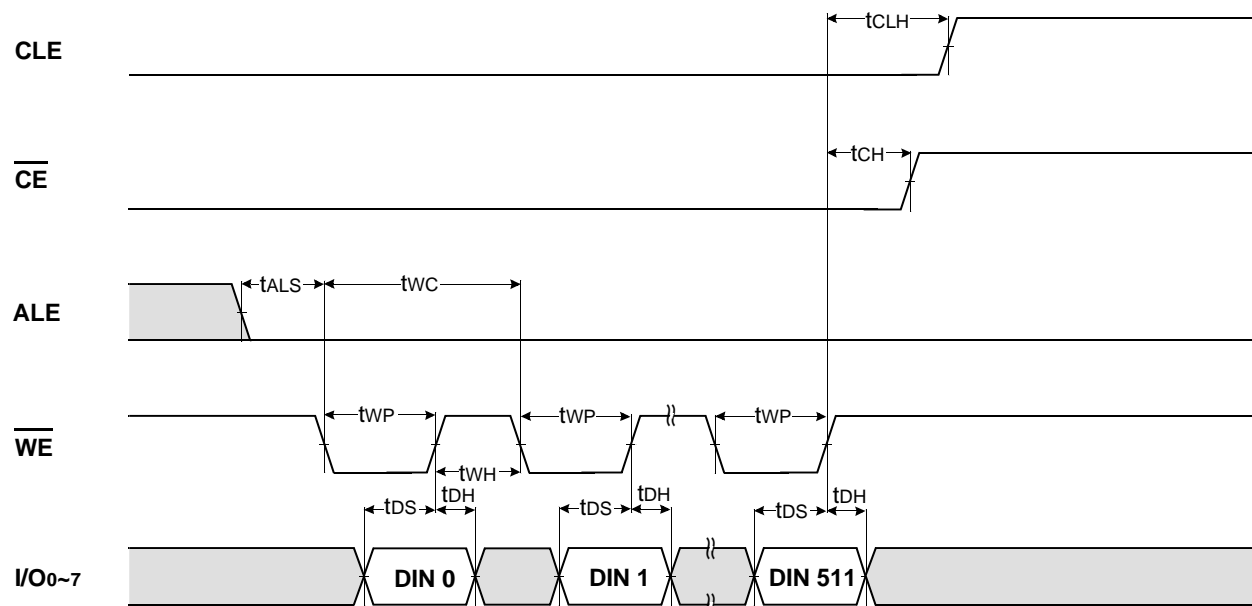 CLE
tCLH
CE
tCH
ALE
tALS
tWC
WE
tWP
tWP
tWP
tWH
tDS
tDH
tDS
tDH
tDS
tDH
I/O0~7
DIN 0
DIN 1
DIN 511